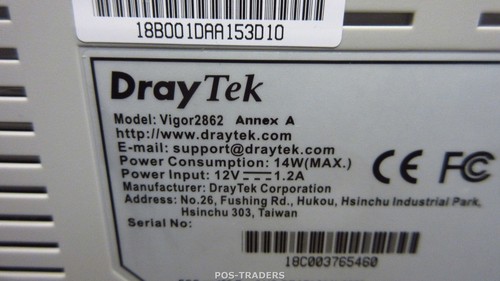 18B001DAA153D10
DrayTek
Model: Vigor2862 Annex A
http://www.draytek.com
E-mail: support@draytek.com
Power Consumption: 14W(MAX.)
Power Input: 12V⎓1.2A
CE FC
Manufacturer: DrayTek Corporation
Address: No.26, Fushing Rd., Hukou, Hsinchu Industrial Park,
Hsinchu 303, Taiwan
Serial No:
18C003765460
POS-TRADERS